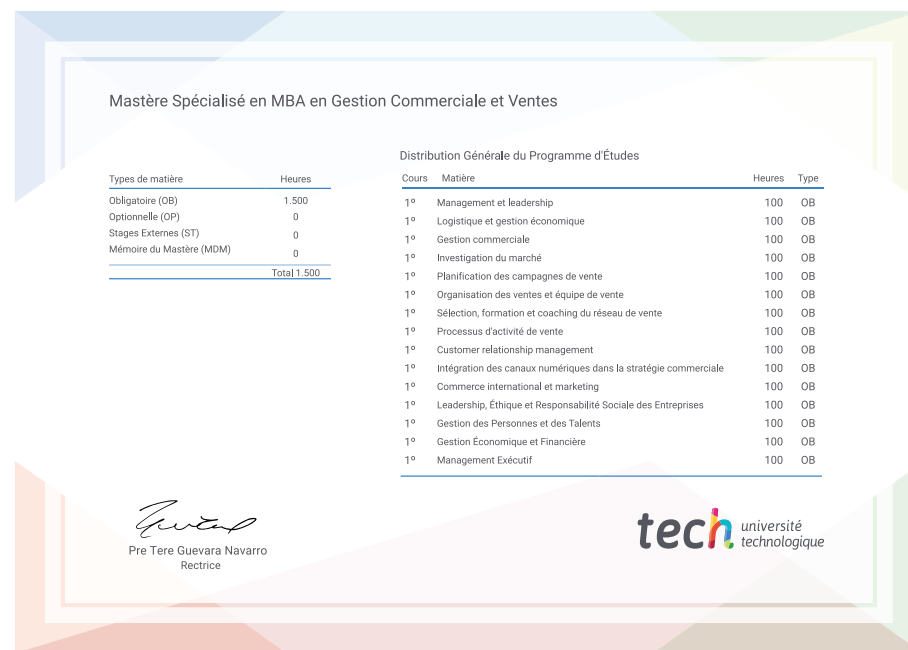 Mastère Spécialisé en MBA en Gestion Commerciale et Ventes
Types de matière Heures
Obligatoire (OB) 1.500
Optionnelle (OP) 0
Stages Externes (ST) 0
Mémoire du Mastère (MDM) 0
Total 1.500
Distribution Générale du Programme d'Études
Cours Matière Heures Type
1º Management et leadership 100 OB
1º Logistique et gestion économique 100 OB
1º Gestion commerciale 100 OB
1º Investigation du marché 100 OB
1º Planification des campagnes de vente 100 OB
1º Organisation des ventes et équipe de vente 100 OB
1º Sélection, formation et coaching du réseau de vente 100 OB
1º Processus d'activité de vente 100 OB
1º Customer relationship management 100 OB
1º Intégration des canaux numériques dans la stratégie commerciale 100 OB
1º Commerce international et marketing 100 OB
1º Leadership, Éthique et Responsabilité Sociale des Entreprises 100 OB
1º Gestion des Personnes et des Talents 100 OB
1º Gestion Économique et Financière 100 OB
1º Management Exécutif 100 OB
Pre Tere Guevara Navarro
Rectrice
tech université
technologique